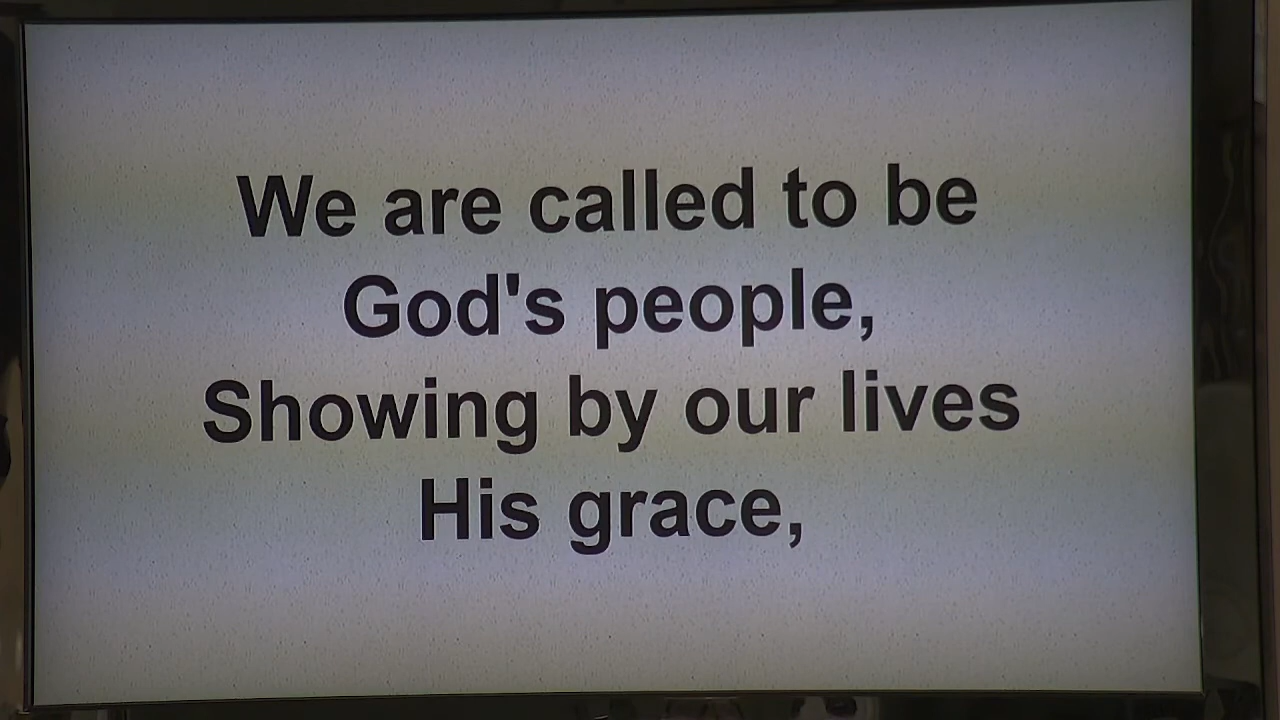 We are called to be
God's people,
Showing by our lives
His grace,